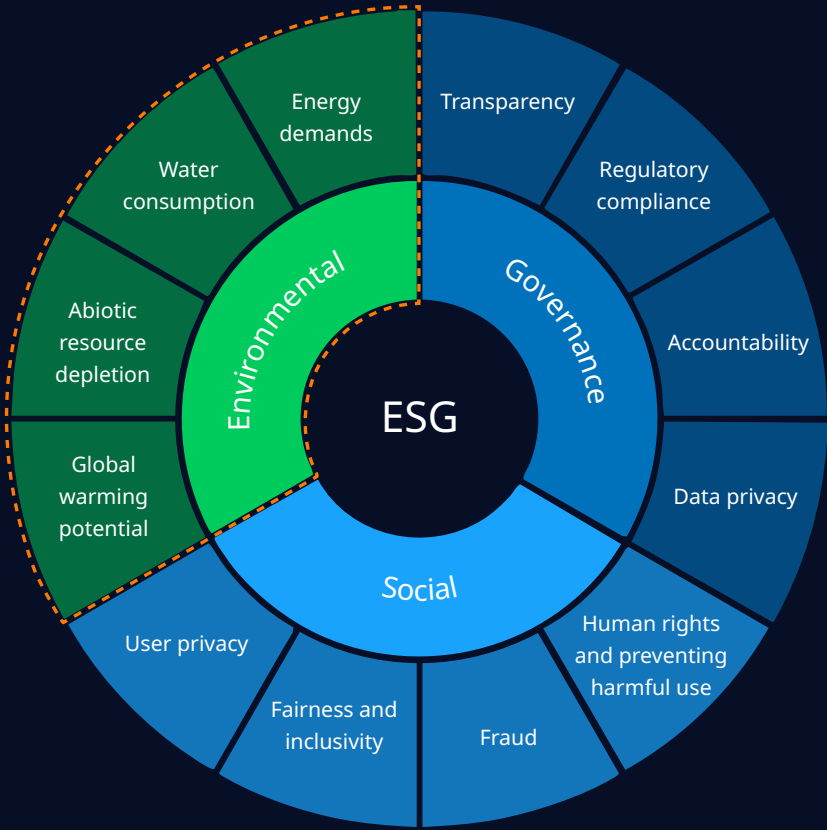 ESG
Environmental
Governance
Social
Energy
demands
Water
consumption
Abiotic
resource
depletion
Global
warming
potential
Transparency
Regulatory
compliance
Accountability
Data privacy
Human rights
and preventing
harmful use
Fraud
Fairness and
inclusivity
User privacy